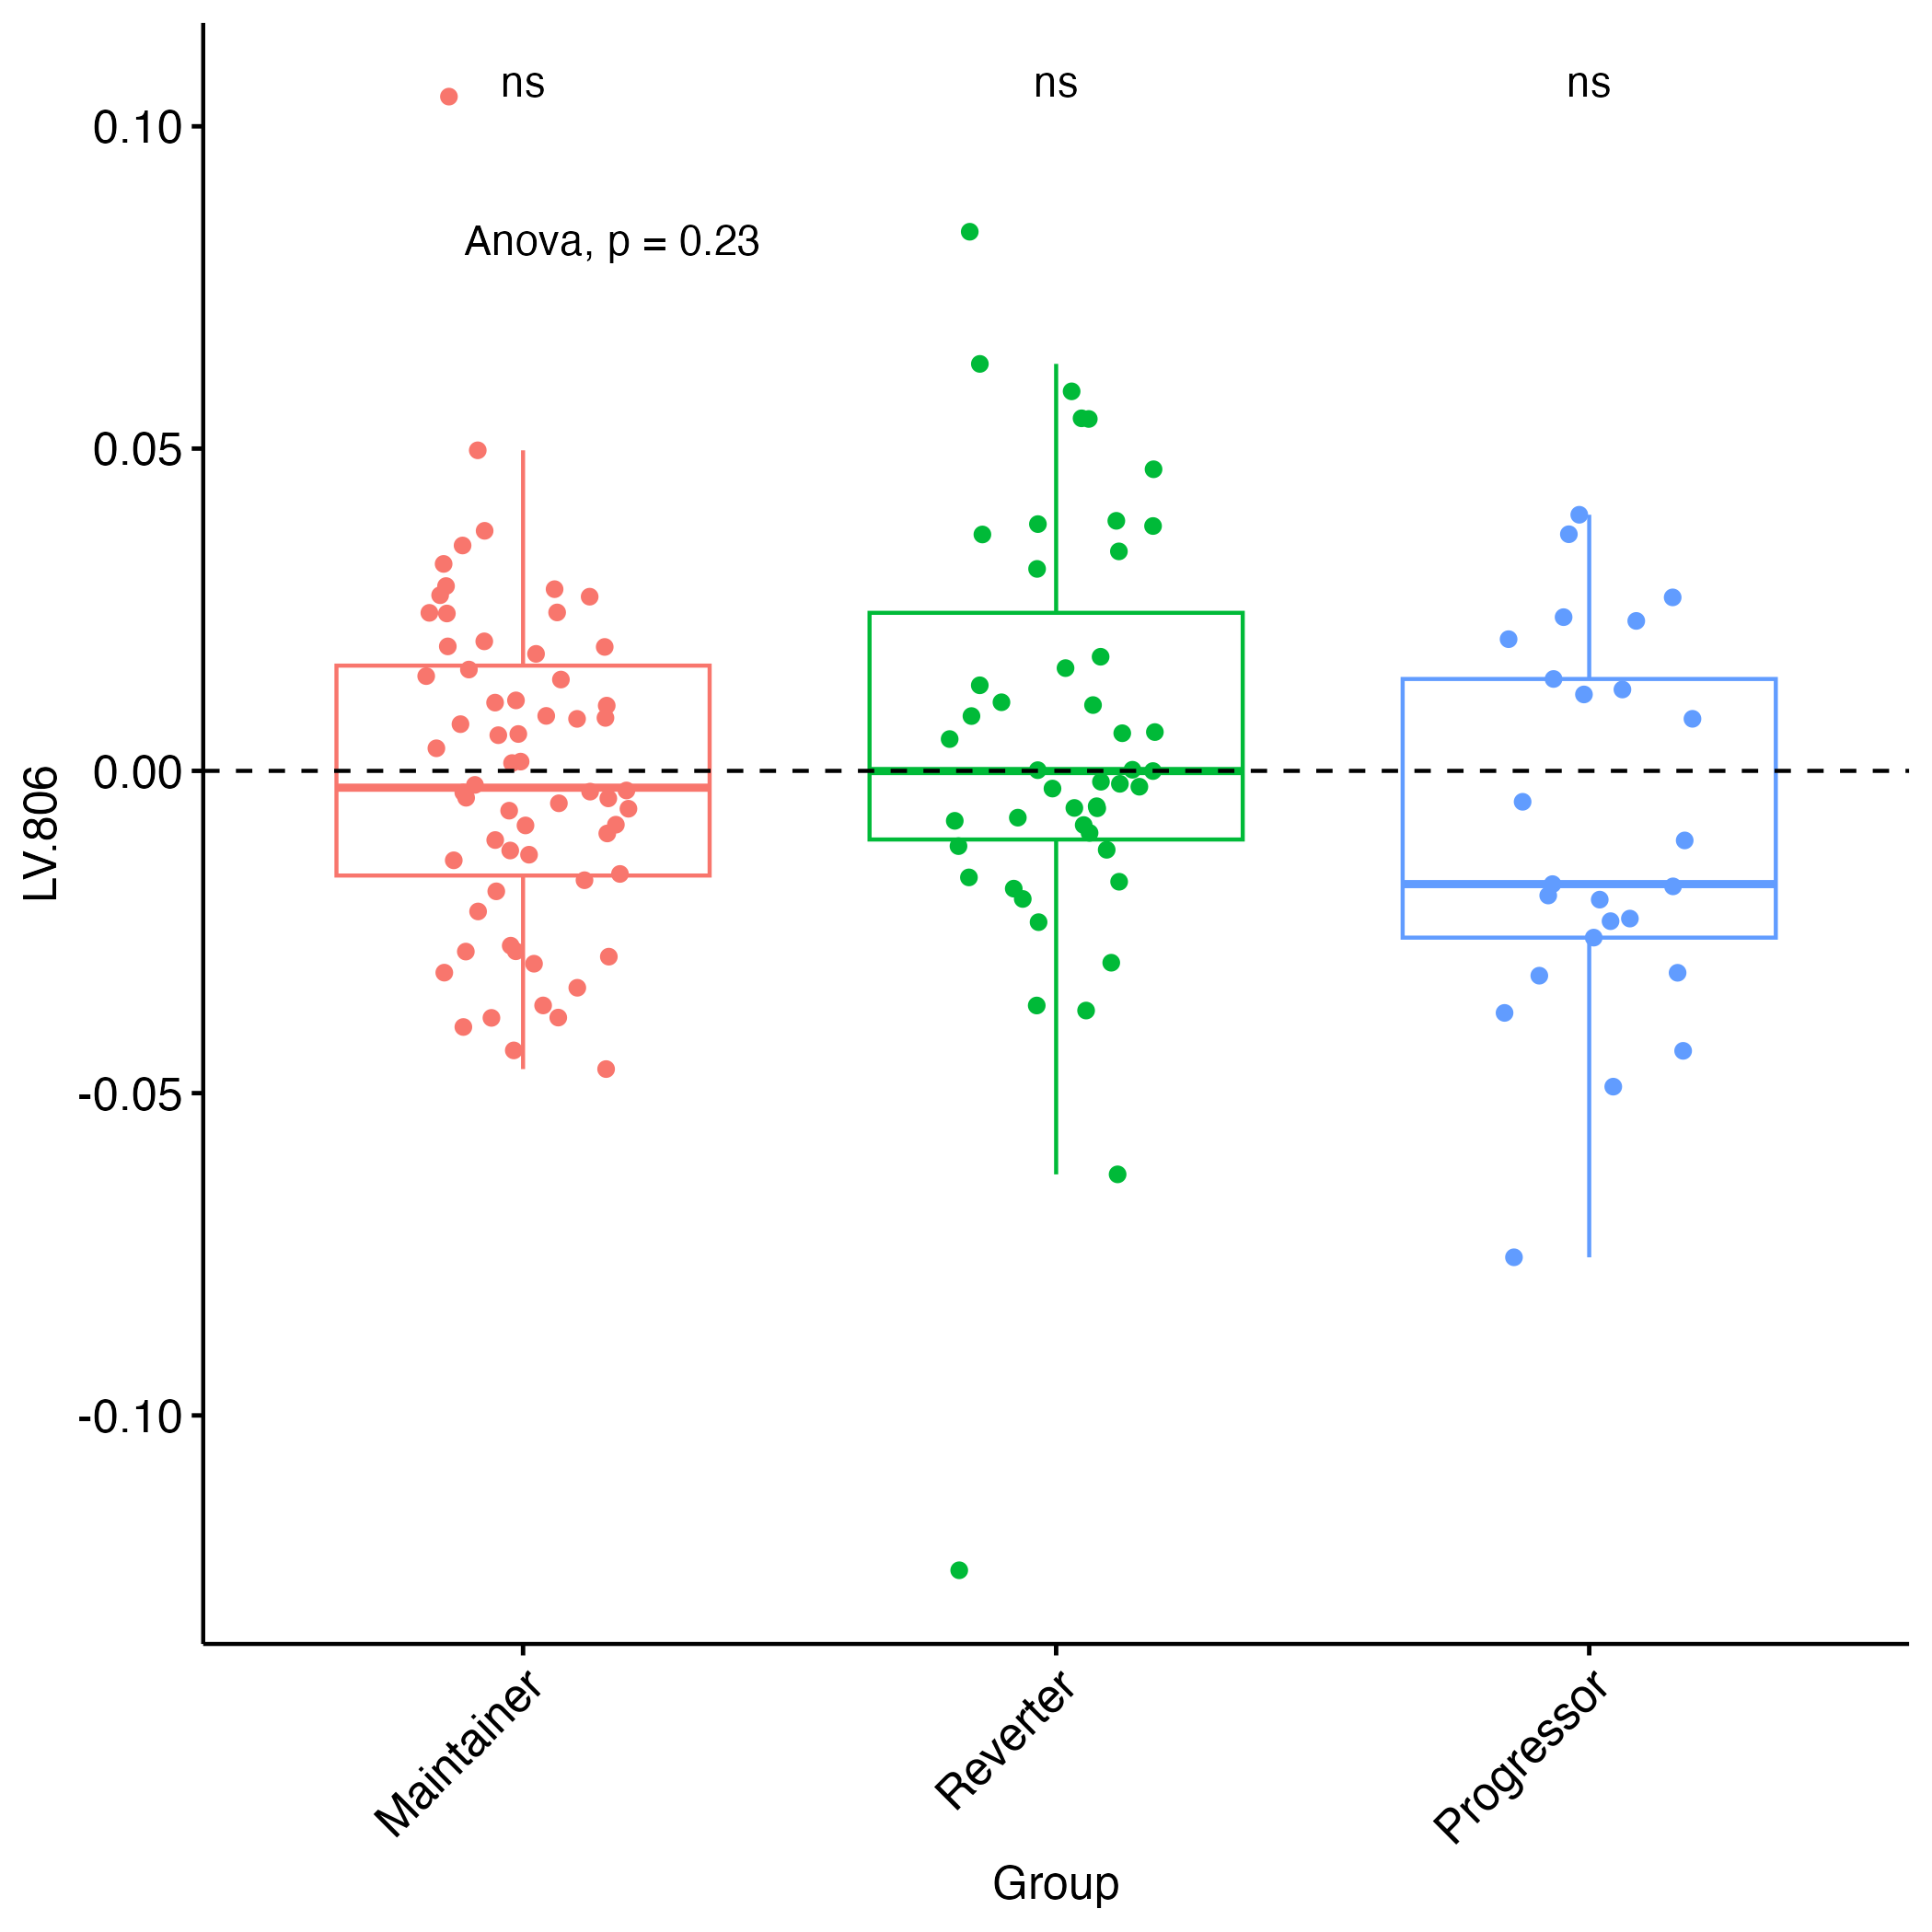 ns ns ns
Anova, p = 0.23
0.10
0.05
0.00
-0.05
-0.10
LV.806
Maintainer Reverter Progressor
Group